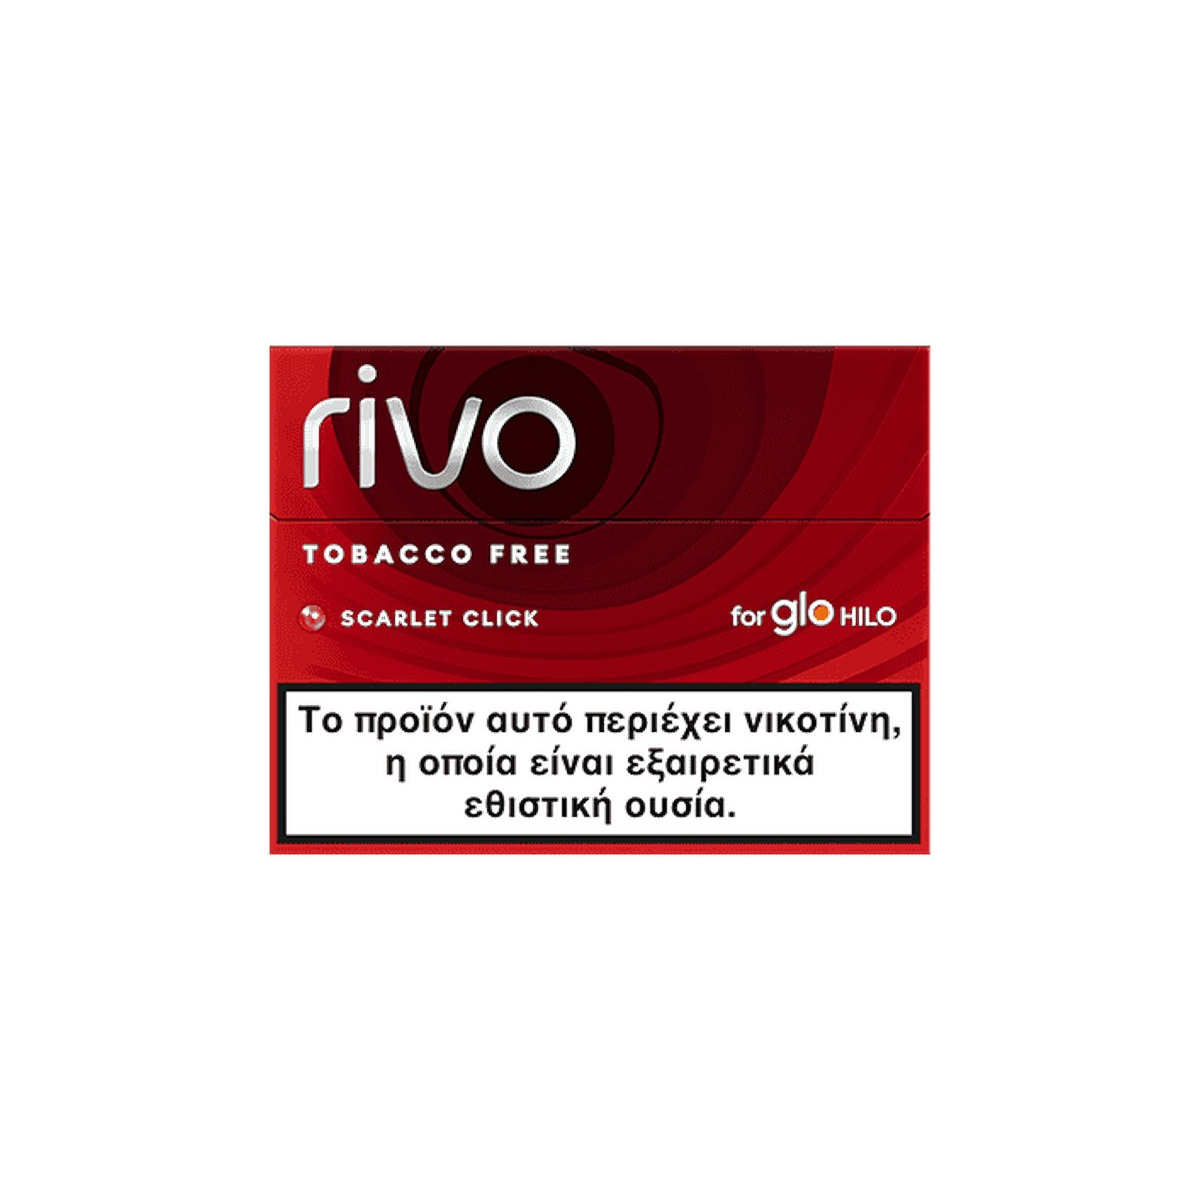 rivo
TOBACCO FREE
SCARLET CLICK
for glo HILO
Το προϊόν αυτό περιέχει νικοτίνη,
η οποία είναι εξαιρετικά
εθιστική ουσία.